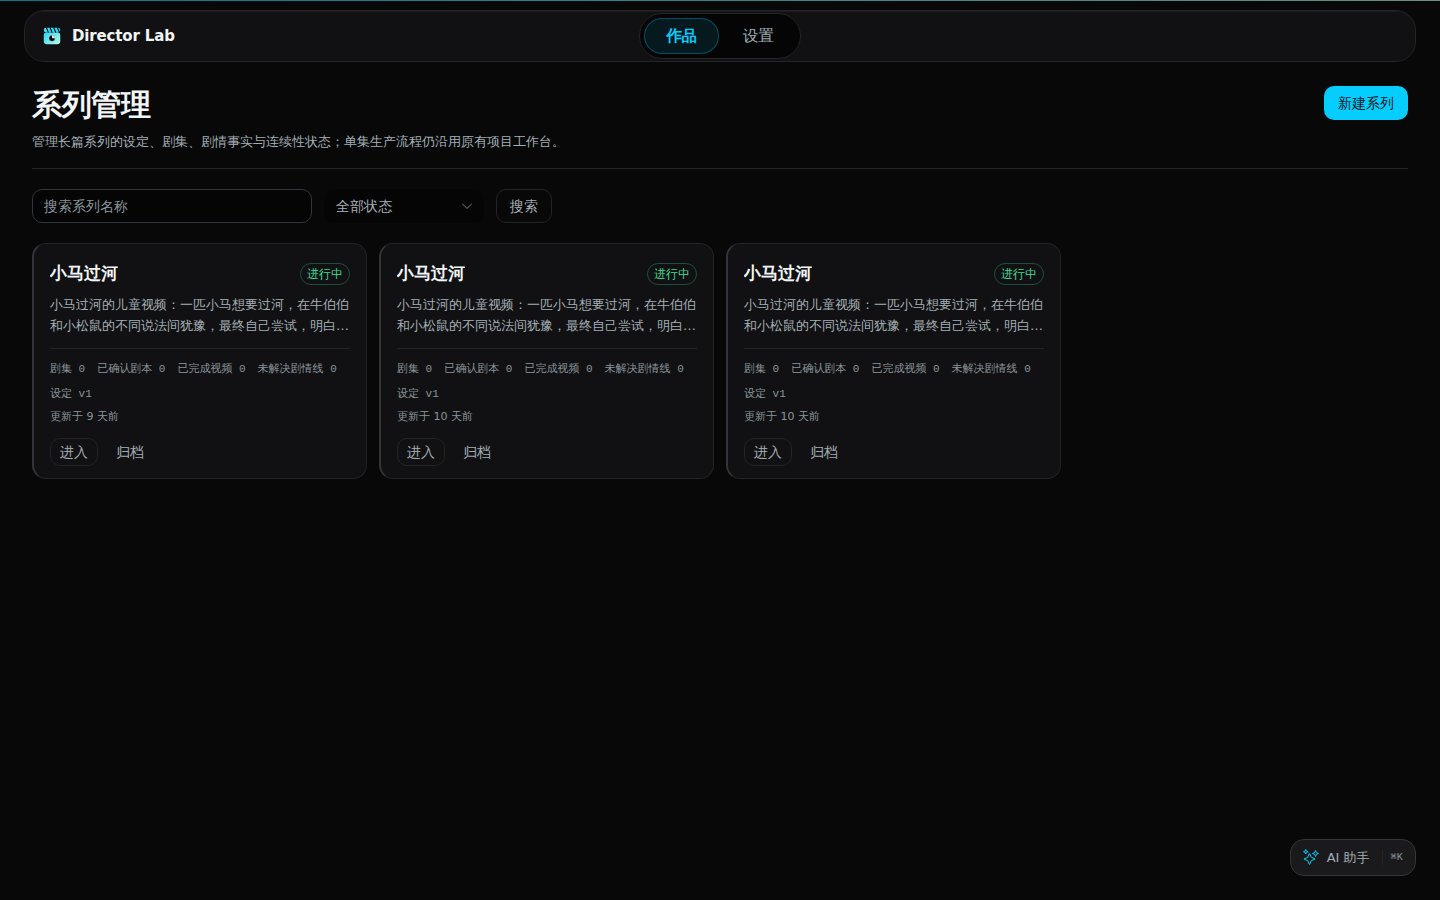 Director Lab
作品
设置
系列管理
新建系列
管理长篇系列的设定、剧集、剧情事实与连续性状态；单集生产流程仍沿用原有项目工作台。
搜索系列名称
全部状态
搜索
小马过河
进行中
小马过河的儿童视频：一匹小马想要过河，在牛伯伯
和小松鼠的不同说法间犹豫，最终自己尝试，明白…
剧集 0 已确认剧本 0 已完成视频 0 未解决剧情线 0
设定 v1
更新于 9 天前
进入
归档
小马过河
进行中
小马过河的儿童视频：一匹小马想要过河，在牛伯伯
和小松鼠的不同说法间犹豫，最终自己尝试，明白…
剧集 0 已确认剧本 0 已完成视频 0 未解决剧情线 0
设定 v1
更新于 10 天前
进入
归档
小马过河
进行中
小马过河的儿童视频：一匹小马想要过河，在牛伯伯
和小松鼠的不同说法间犹豫，最终自己尝试，明白…
剧集 0 已确认剧本 0 已完成视频 0 未解决剧情线 0
设定 v1
更新于 10 天前
进入
归档
AI 助手
⌘K